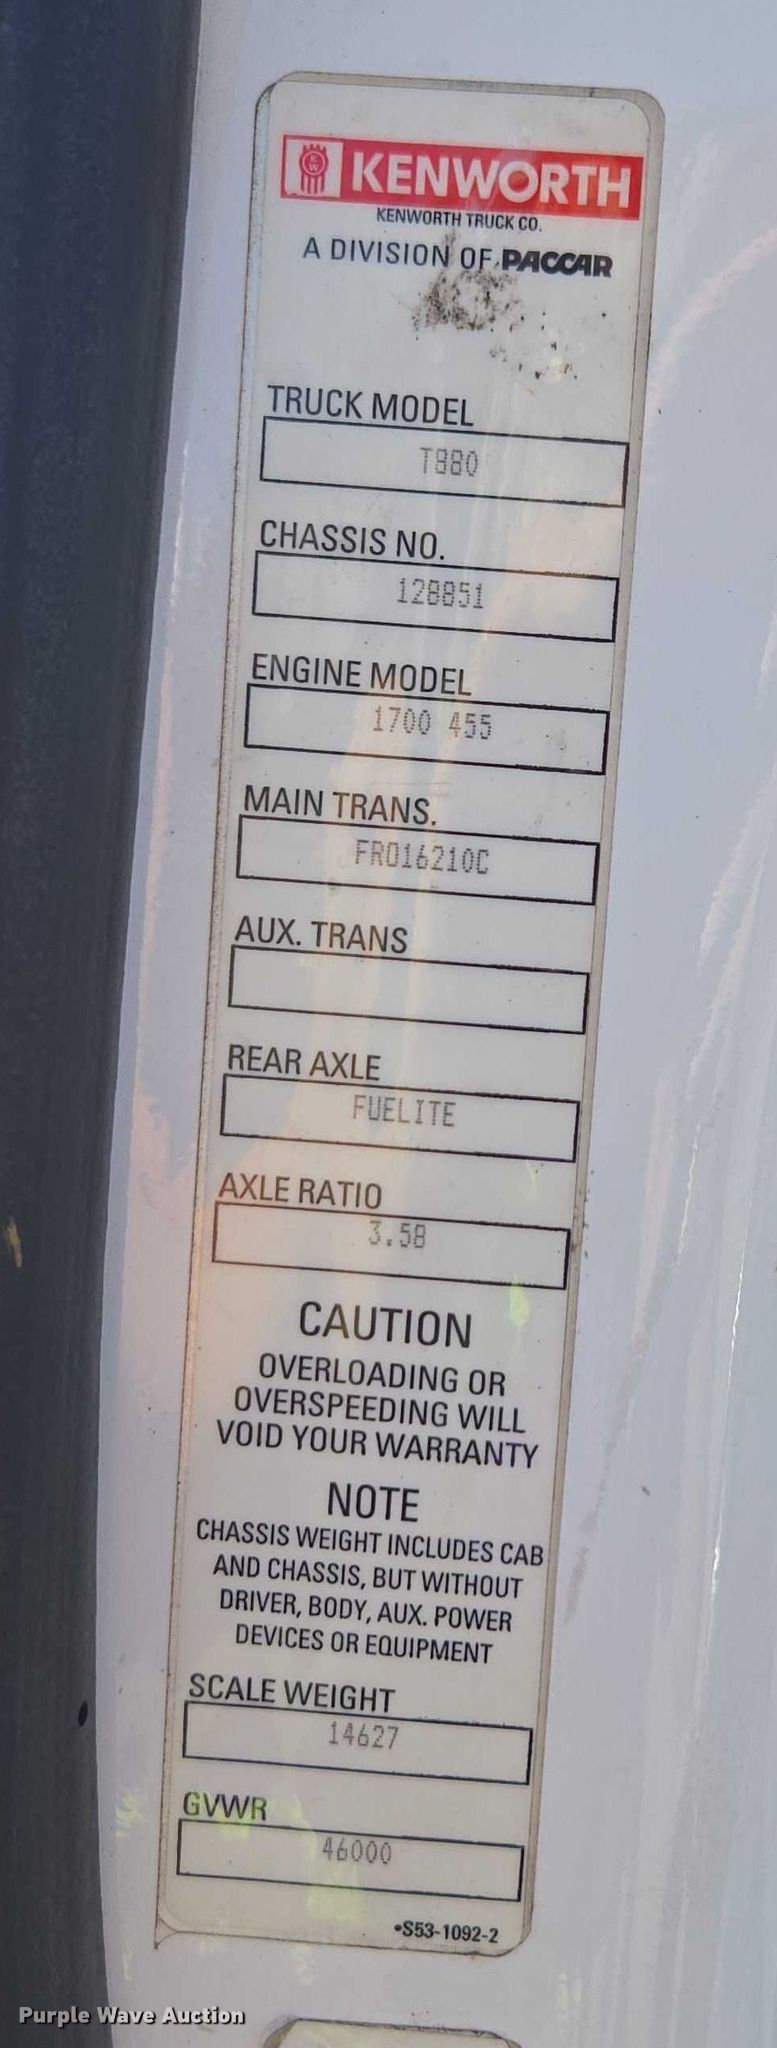 KW KENWORTH
KENWORTH TRUCK CO.
A DIVISION OF PACCAR
TRUCK MODEL
T880
CHASSIS NO.
128851
ENGINE MODEL
1700 455
MAIN TRANS.
FRO16210C
AUX. TRANS
REAR AXLE
FUELITE
AXLE RATIO
3.58
CAUTION
OVERLOADING OR
OVERSPEEDING WILL
VOID YOUR WARRANTY
NOTE
CHASSIS WEIGHT INCLUDES CAB
AND CHASSIS, BUT WITHOUT
DRIVER, BODY, AUX. POWER
DEVICES OR EQUIPMENT
SCALE WEIGHT
14627
GVWR
46000
•S53-1092-2
Purple Wave Auction